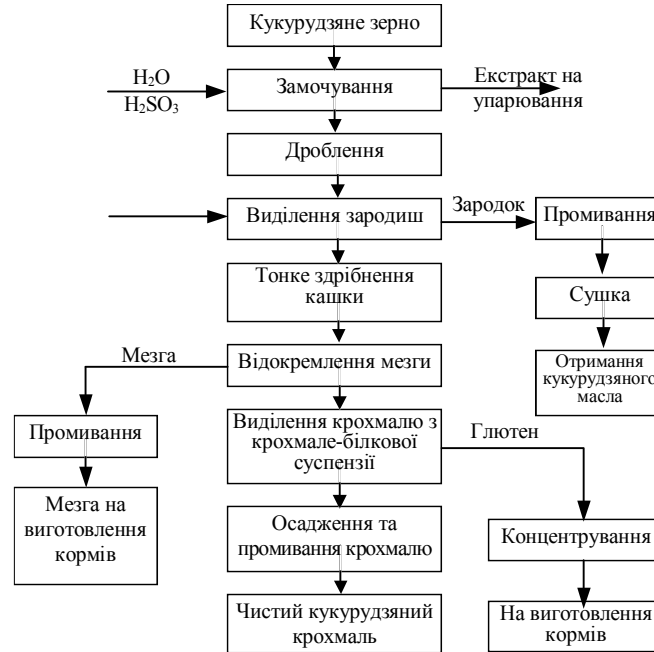 Кукурудзяне зерно
H₂O
H₂SO₃
Замочування
Екстракт на
упарювання
Дроблення
Виділення зародиш
Зародок
Промивання
Тонке здрібнення
кашки
Сушка
Мезга
Відокремлення мезги
Отримання
кукурудзяного
масла
Промивання
Виділення крохмалю з
крохмале-білкової
суспензії
Глютен
Мезга на
виготовлення
кормів
Осадження та
промивання крохмалю
Концентрування
Чистий кукурудзяний
крохмаль
На виготовлення
кормів